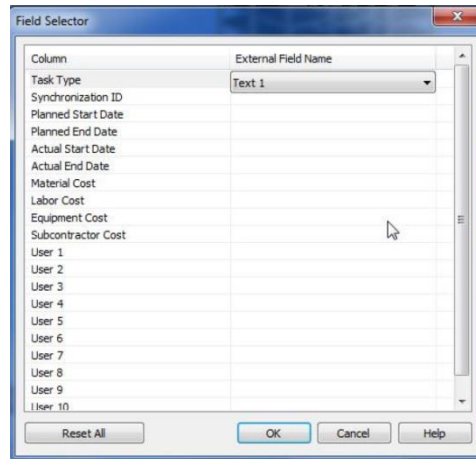 Field Selector
Column External Field Name
Task Type Text 1
Synchronization ID
Planned Start Date
Planned End Date
Actual Start Date
Actual End Date
Material Cost
Labor Cost
Equipment Cost
Subcontractor Cost
User 1
User 2
User 3
User 4
User 5
User 6
User 7
User 8
User 9
User 10
Reset All OK Cancel Help